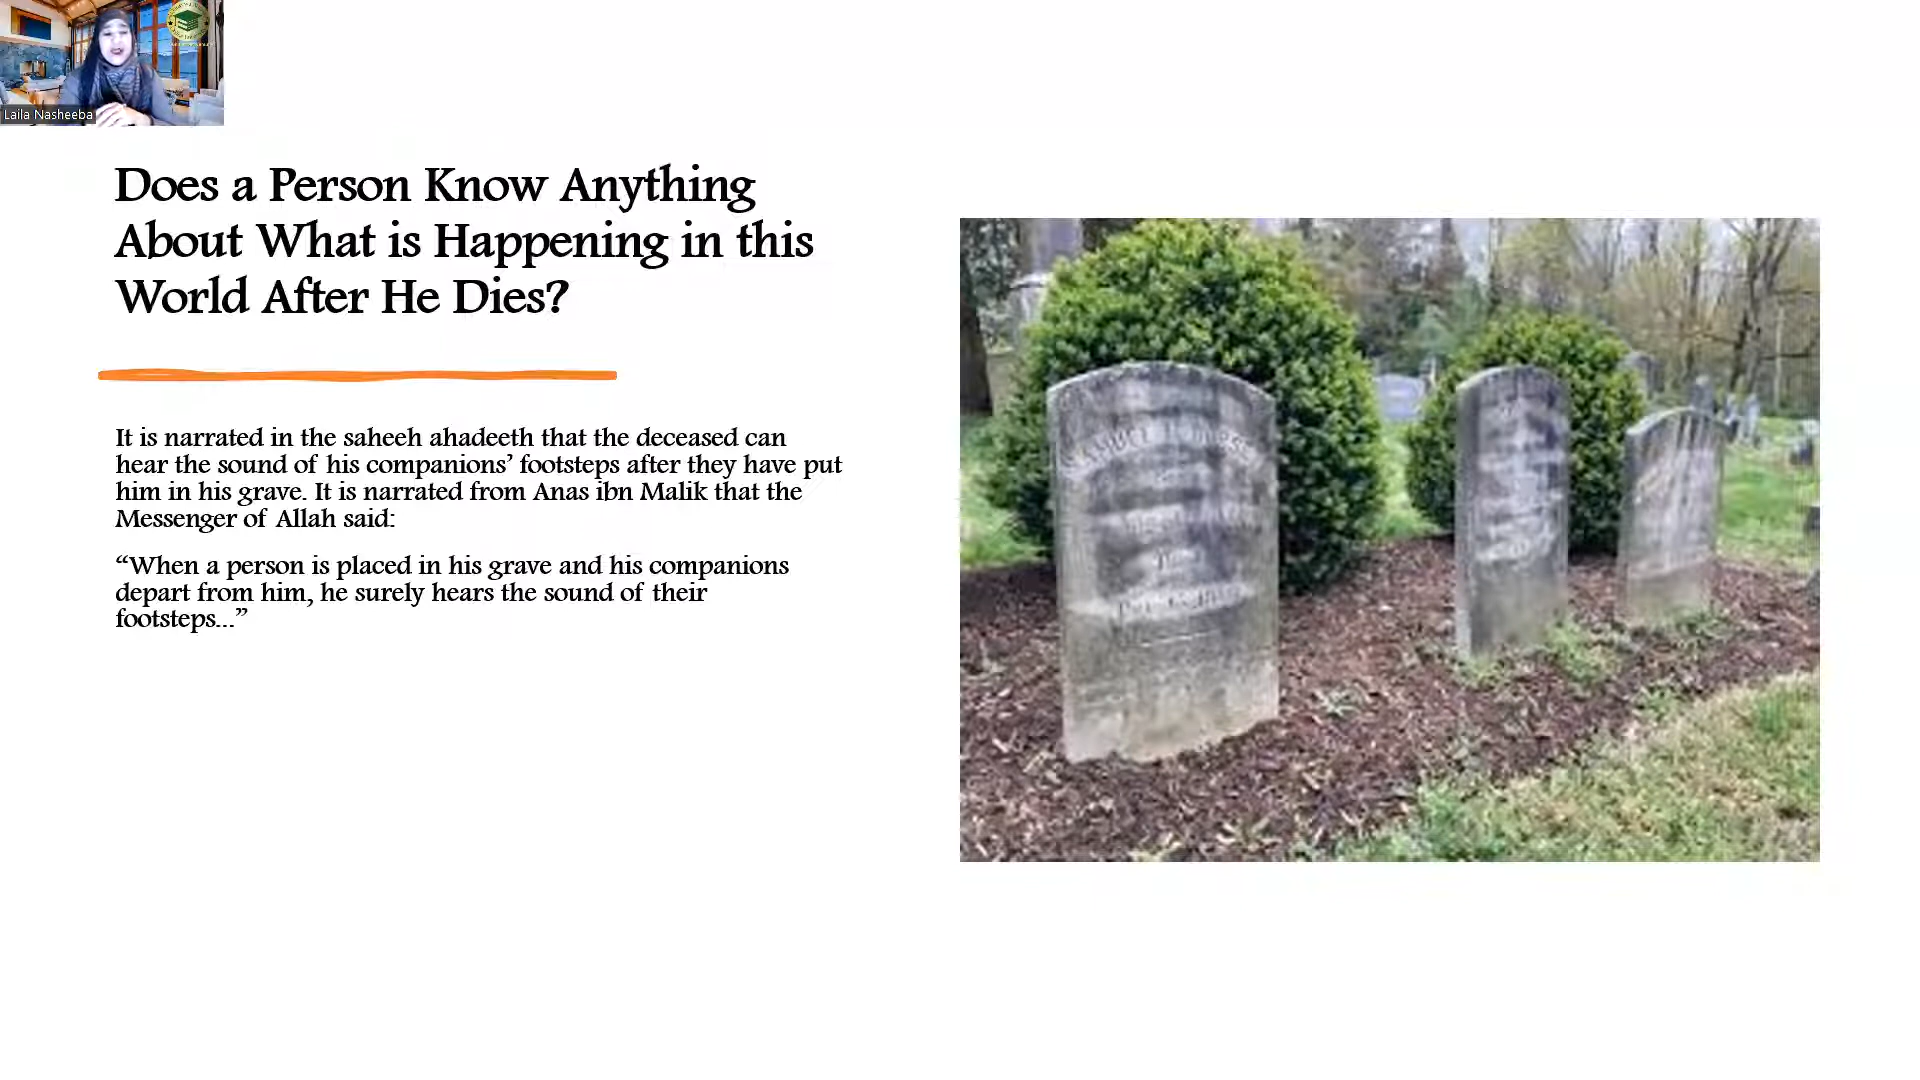 Laila Nasheeba
Does a Person Know Anything
About What is Happening in this
World After He Dies?
It is narrated in the saheeh ahadeeth that the deceased can
hear the sound of his companions’ footsteps after they have put
him in his grave. It is narrated from Anas ibn Malik that the
Messenger of Allah said:
“When a person is placed in his grave and his companions
depart from him, he surely hears the sound of their
footsteps...”